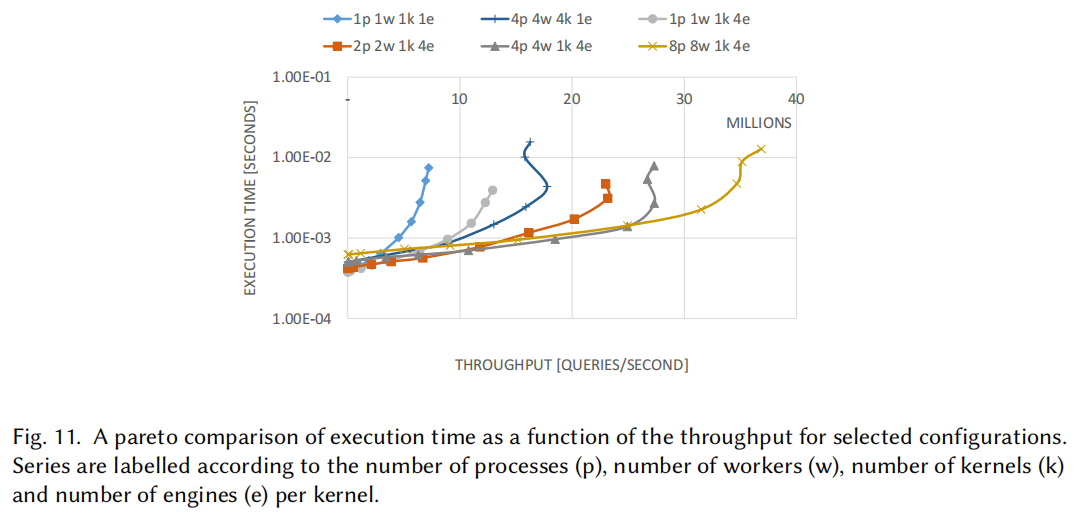 1p 1w 1k 1e 4p 4w 4k 1e 1p 1w 1k 4e
2p 2w 1k 4e 4p 4w 1k 4e 8p 8w 1k 4e
1.00E-01
- 10 20 30 40
MILLIONS
1.00E-02
1.00E-03
1.00E-04
EXECUTION TIME [SECONDS]
THROUGHPUT [QUERIES/SECOND]
Fig. 11. A pareto comparison of execution time as a function of the throughput for selected configurations.
Series are labelled according to the number of processes (p), number of workers (w), number of kernels (k)
and number of engines (e) per kernel.